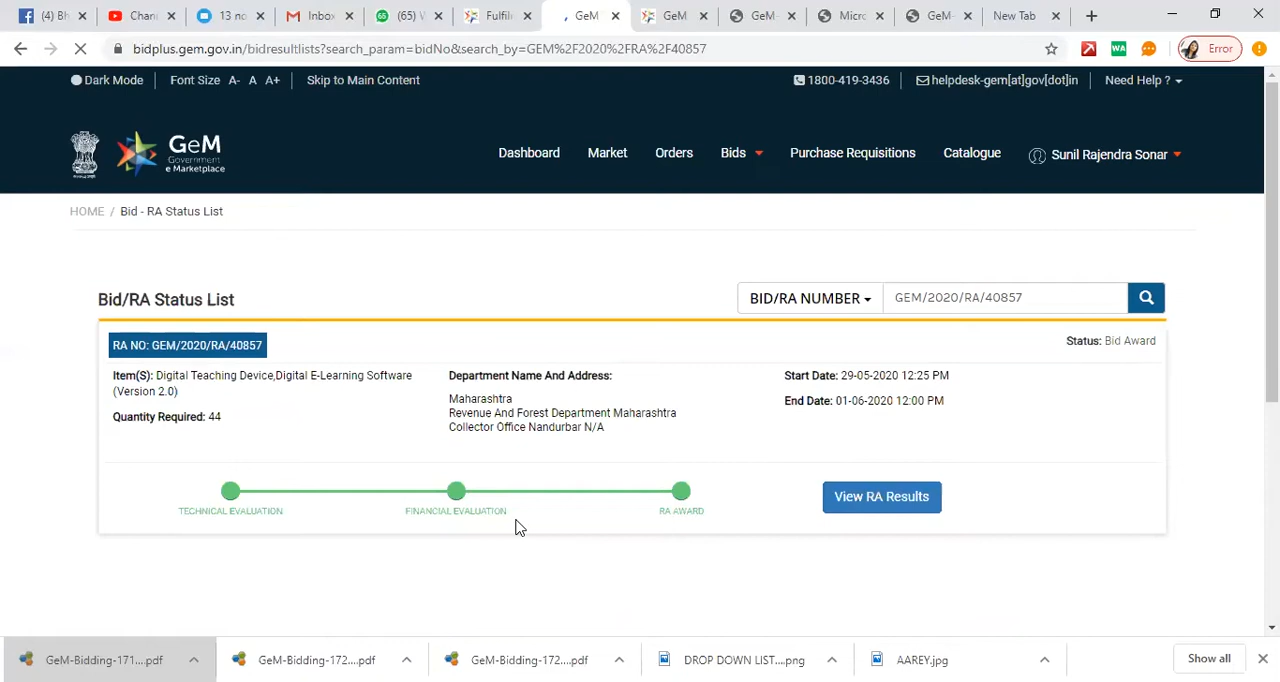 (4) Bh
Chan
13 no
Inbo
(65) W
Fulfil
GeM
GeM
GeM-
Micro
GeM-
New Tab
bidplus.gem.gov.in/bidresultlists?search_param=bidNo&search_by=GEM%2F2020%2FRA%2F40857
WA
Error
Dark Mode
Font Size A- A A+
Skip to Main Content
1800-419-3436
helpdesk-gem[at]gov[dot]in
Need Help ?
GeM
Government
e Marketplace
Dashboard
Market
Orders
Bids
Purchase Requisitions
Catalogue
Sunil Rajendra Sonar
HOME / Bid - RA Status List
Bid/RA Status List
BID/RA NUMBER
GEM/2020/RA/40857
RA NO: GEM/2020/RA/40857
Status: Bid Award
Item(S): Digital Teaching Device,Digital E-Learning Software
(Version 2.0)
Quantity Required: 44
Department Name And Address:
Maharashtra
Revenue And Forest Department Maharashtra
Collector Office Nandurbar N/A
Start Date: 29-05-2020 12:25 PM
End Date: 01-06-2020 12:00 PM
TECHNICAL EVALUATION
FINANCIAL EVALUATION
RA AWARD
View RA Results
GeM-Bidding-171....pdf
GeM-Bidding-172....pdf
GeM-Bidding-172....pdf
DROP DOWN LIST....png
AAREY.jpg
Show all